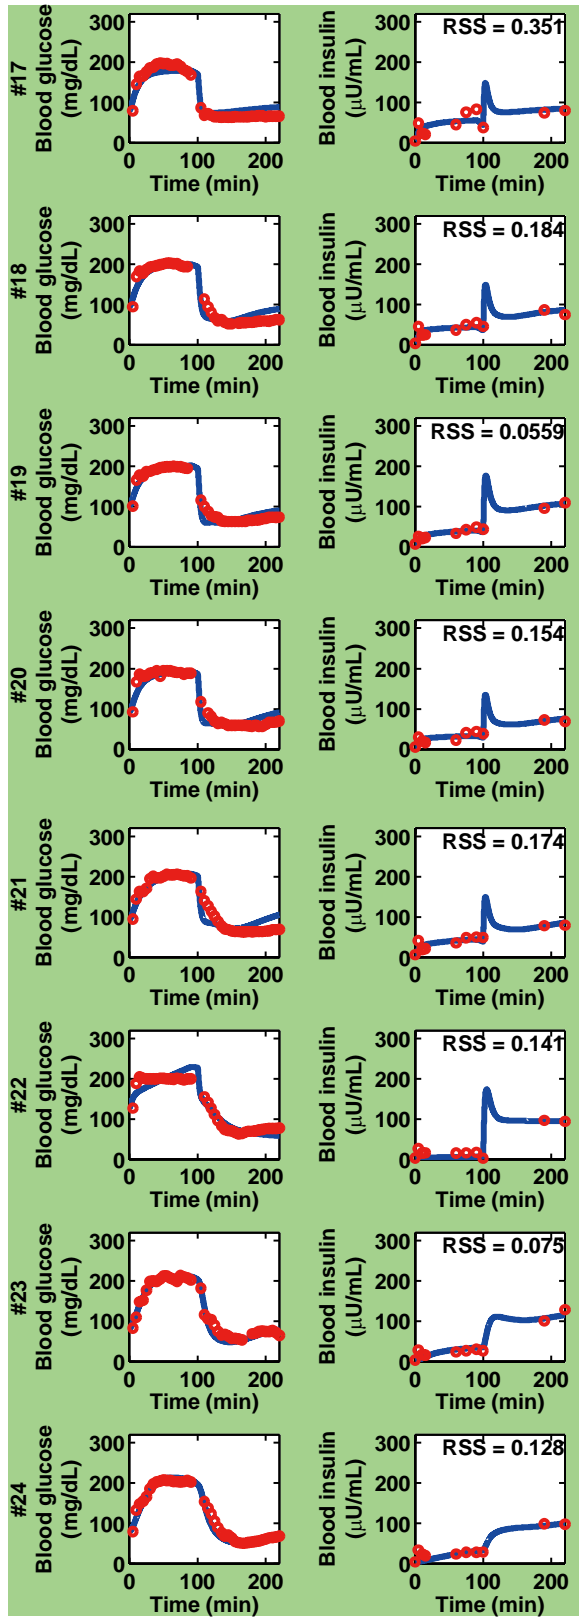 #17
Blood glucose
(mg/dL)
300
200
100
0
0 100 200
Time (min)
Blood insulin
(μU/mL)
RSS = 0.351
300
200
100
0
0 100 200
Time (min)
#18
Blood glucose
(mg/dL)
300
200
100
0
0 100 200
Time (min)
Blood insulin
(μU/mL)
RSS = 0.184
300
200
100
0
0 100 200
Time (min)
#19
Blood glucose
(mg/dL)
300
200
100
0
0 100 200
Time (min)
Blood insulin
(μU/mL)
RSS = 0.0559
300
200
100
0
0 100 200
Time (min)
#20
Blood glucose
(mg/dL)
300
200
100
0
0 100 200
Time (min)
Blood insulin
(μU/mL)
RSS = 0.154
300
200
100
0
0 100 200
Time (min)
#21
Blood glucose
(mg/dL)
300
200
100
0
0 100 200
Time (min)
Blood insulin
(μU/mL)
RSS = 0.174
300
200
100
0
0 100 200
Time (min)
#22
Blood glucose
(mg/dL)
300
200
100
0
0 100 200
Time (min)
Blood insulin
(μU/mL)
RSS = 0.141
300
200
100
0
0 100 200
Time (min)
#23
Blood glucose
(mg/dL)
300
200
100
0
0 100 200
Time (min)
Blood insulin
(μU/mL)
RSS = 0.075
300
200
100
0
0 100 200
Time (min)
#24
Blood glucose
(mg/dL)
300
200
100
0
0 100 200
Time (min)
Blood insulin
(μU/mL)
RSS = 0.128
300
200
100
0
0 100 200
Time (min)